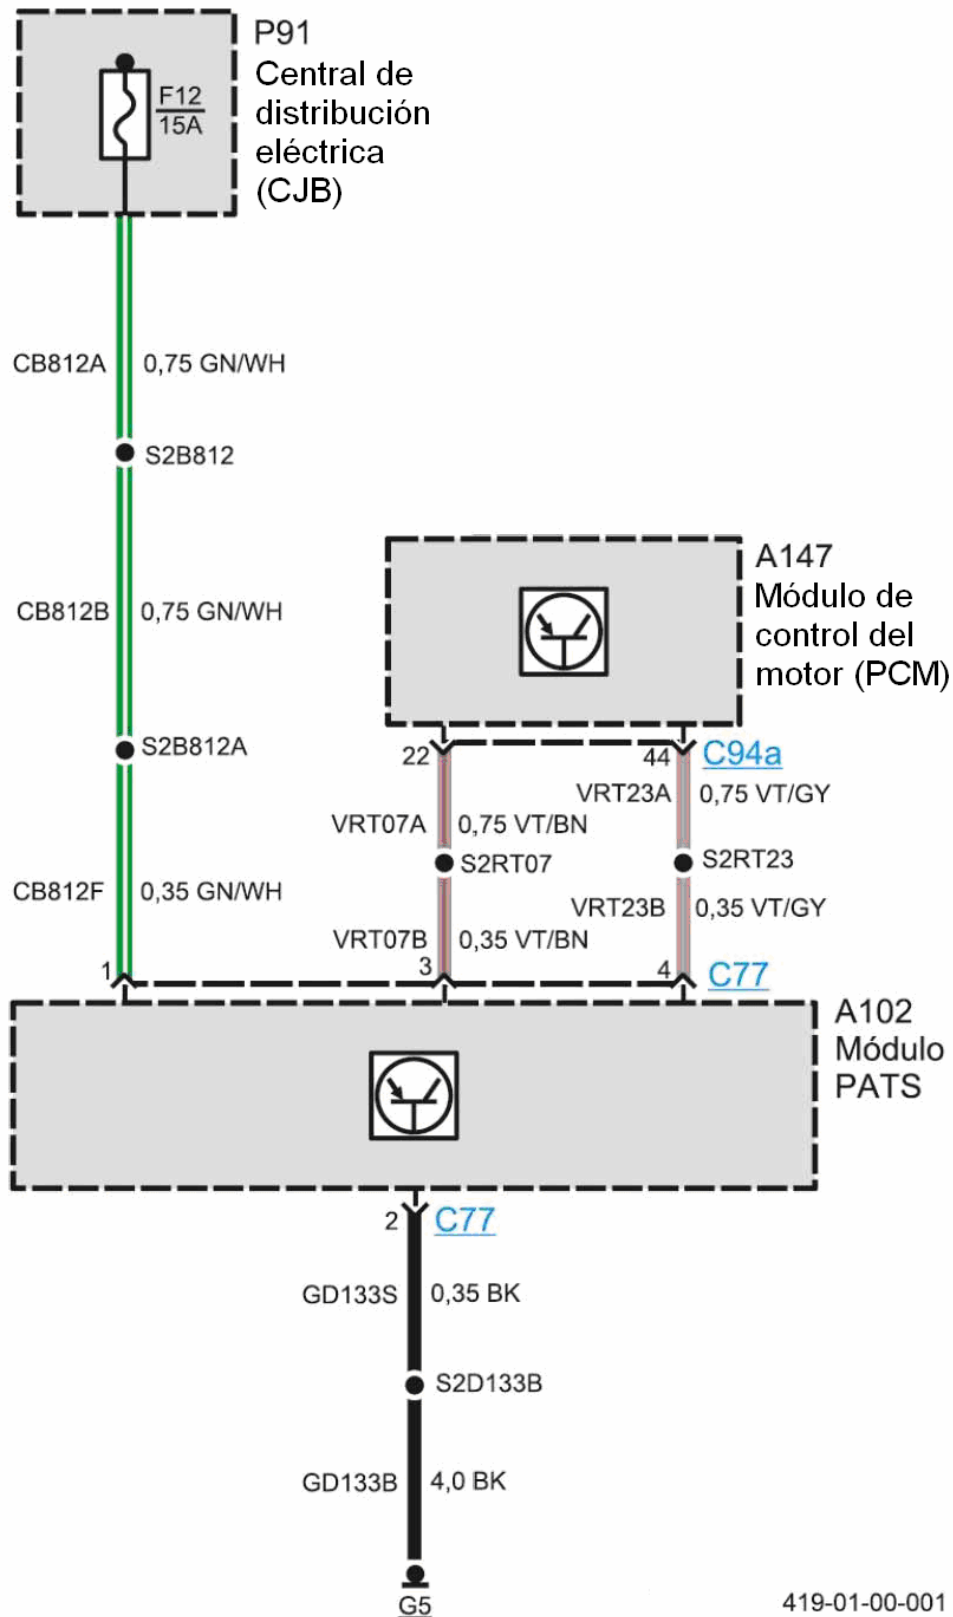 P91
Central de
distribución
eléctrica
(CJB)
F12
15A
CB812A
0,75 GN/WH
S2B812
CB812B
0,75 GN/WH
S2B812A
CB812F
0,35 GN/WH
A147
Módulo de
control del
motor (PCM)
22
44
C94a
VRT23A
0,75 VT/GY
VRT07A
0,75 VT/BN
S2RT07
S2RT23
VRT23B
0,35 VT/GY
VRT07B
0,35 VT/BN
1
3
4
C77
A102
Módulo
PATS
2
C77
GD133S
0,35 BK
S2D133B
GD133B
4,0 BK
G5
419-01-00-001